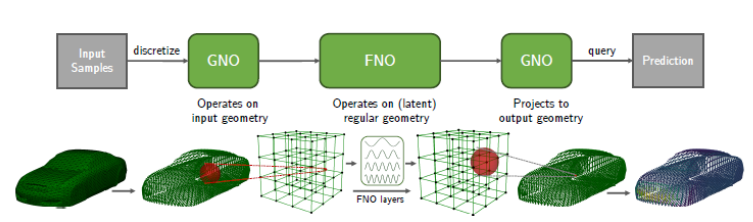 Input
Samples
discretize
GNO
FNO
GNO
query
Prediction
Operates on
input geometry
Operates on (latent)
regular geometry
Projects to
output geometry
FNO layers